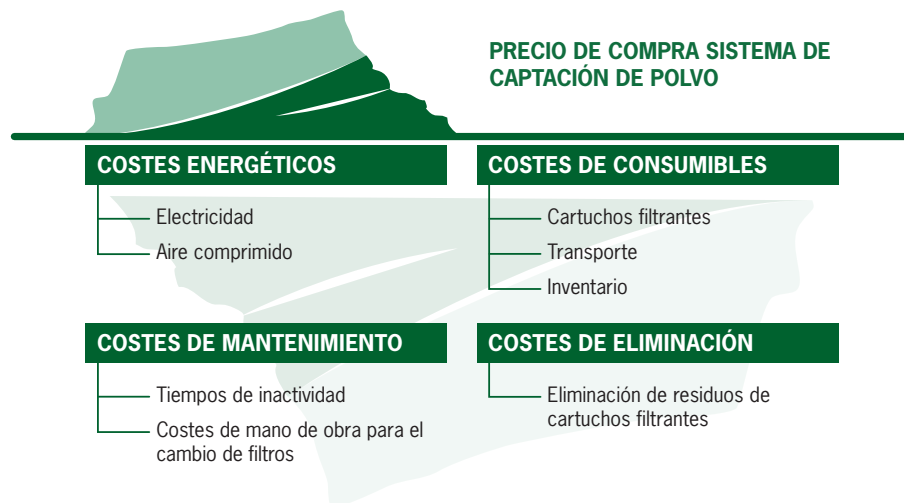 PRECIO DE COMPRA SISTEMA DE
CAPTACIÓN DE POLVO
COSTES ENERGÉTICOS
Electricidad
Aire comprimido
COSTES DE CONSUMIBLES
Cartuchos filtrantes
Transporte
Inventario
COSTES DE MANTENIMIENTO
Tiempos de inactividad
Costes de mano de obra para el
cambio de filtros
COSTES DE ELIMINACIÓN
Eliminación de residuos de
cartuchos filtrantes